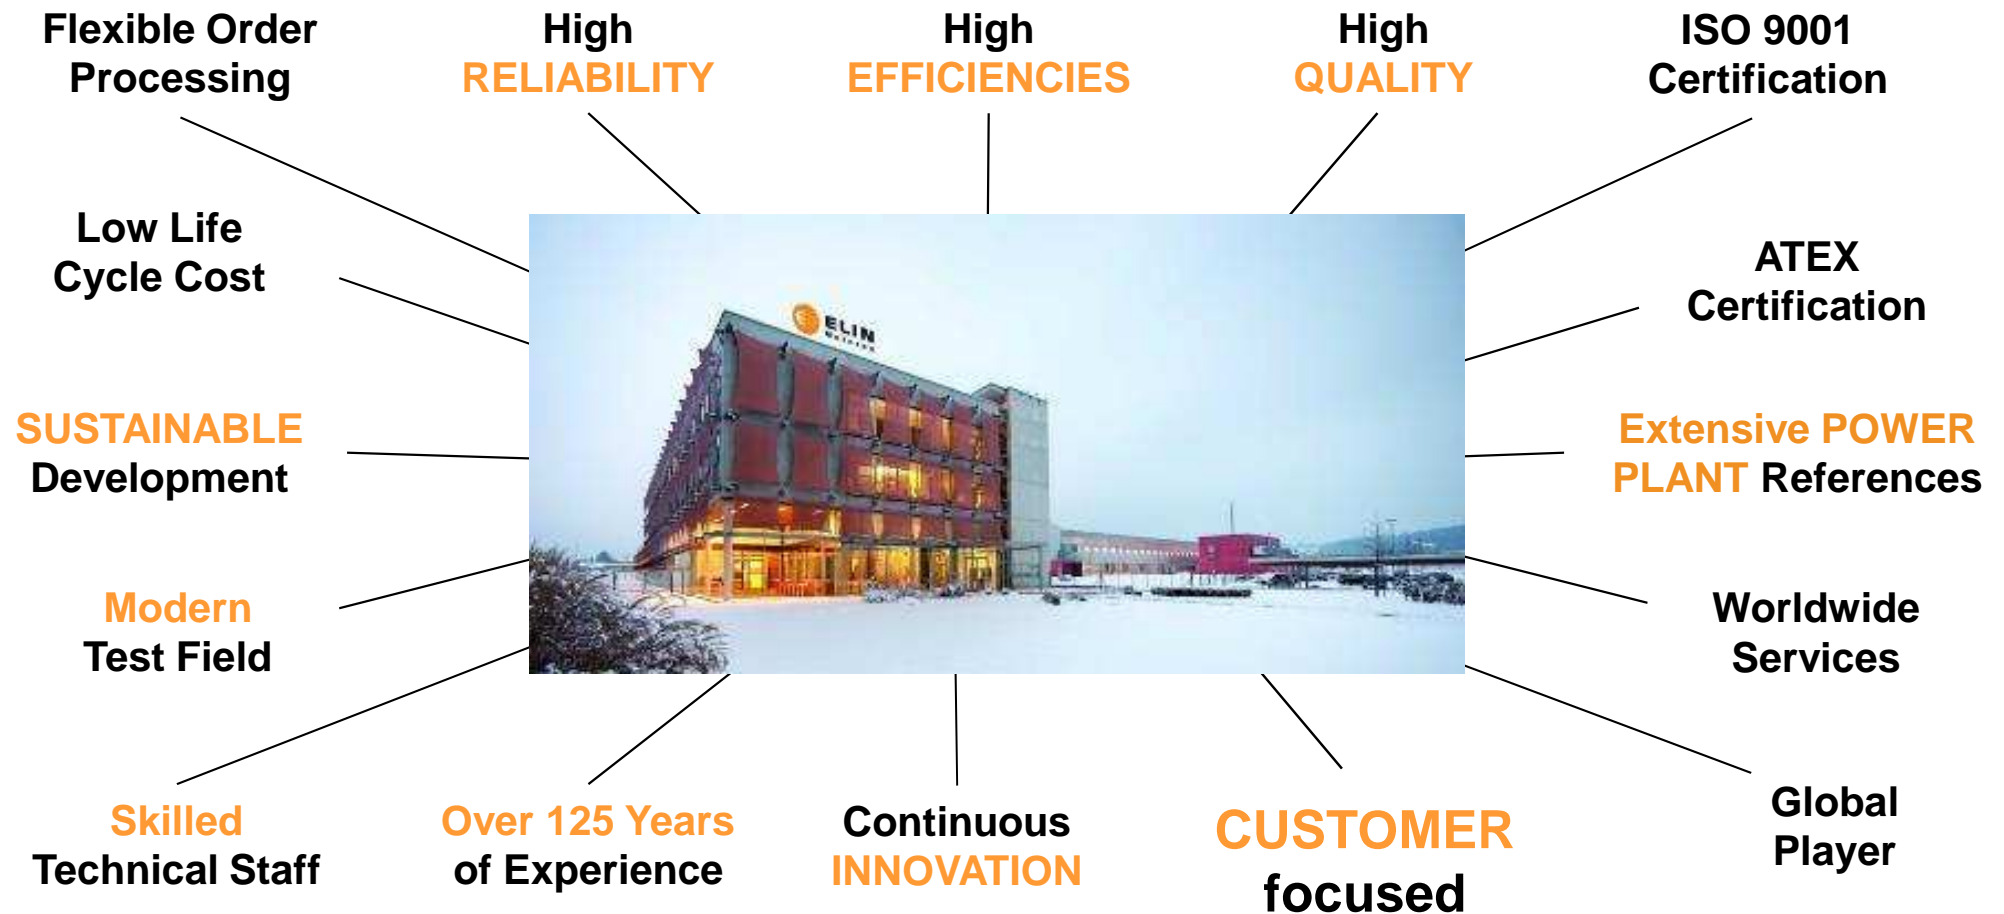 Flexible Order
Processing
High
RELIABILITY
High
EFFICIENCIES
High
QUALITY
ISO 9001
Certification
Low Life
Cycle Cost
ATEX
Certification
ELIN
SUSTAINABLE
Development
Extensive POWER
PLANT References
Modern
Test Field
Worldwide
Services
Skilled
Technical Staff
Over 125 Years
of Experience
Continuous
INNOVATION
CUSTOMER
focused
Global
Player